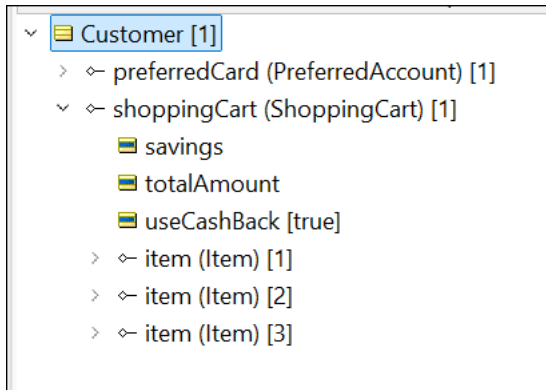 Customer [1]
preferredCard (PreferredAccount) [1]
shoppingCart (ShoppingCart) [1]
savings
totalAmount
useCashBack [true]
item (Item) [1]
item (Item) [2]
item (Item) [3]